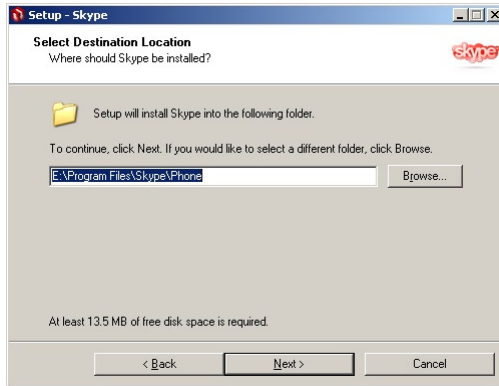 Setup - Skype
Select Destination Location
Where should Skype be installed?
skype
Setup will install Skype into the following folder.
To continue, click Next. If you would like to select a different folder, click Browse.
E:\Program Files\Skype\Phone
Browse...
At least 13.5 MB of free disk space is required.
< Back
Next >
Cancel